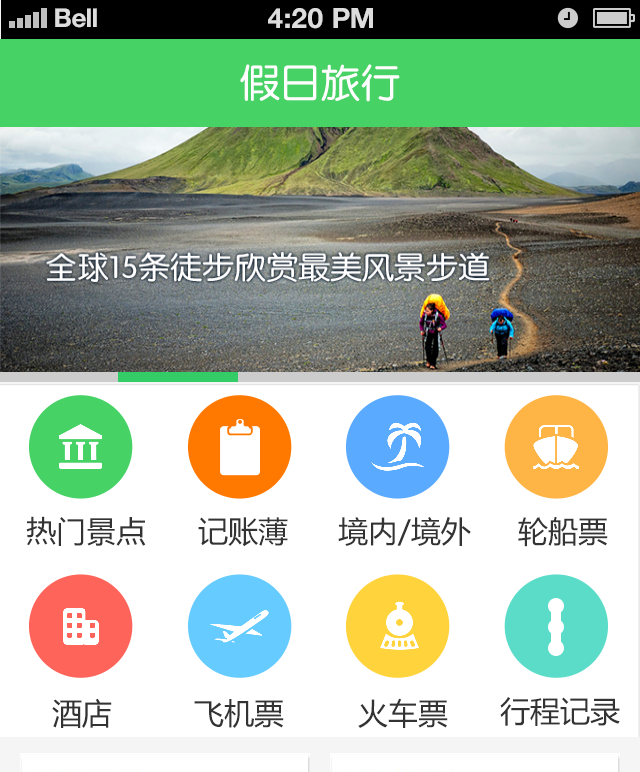 Bell 4:20 PM
假日旅行
全球15条徒步欣赏最美风景步道
热门景点 记账薄 境内/境外 轮船票
酒店 飞机票 火车票 行程记录